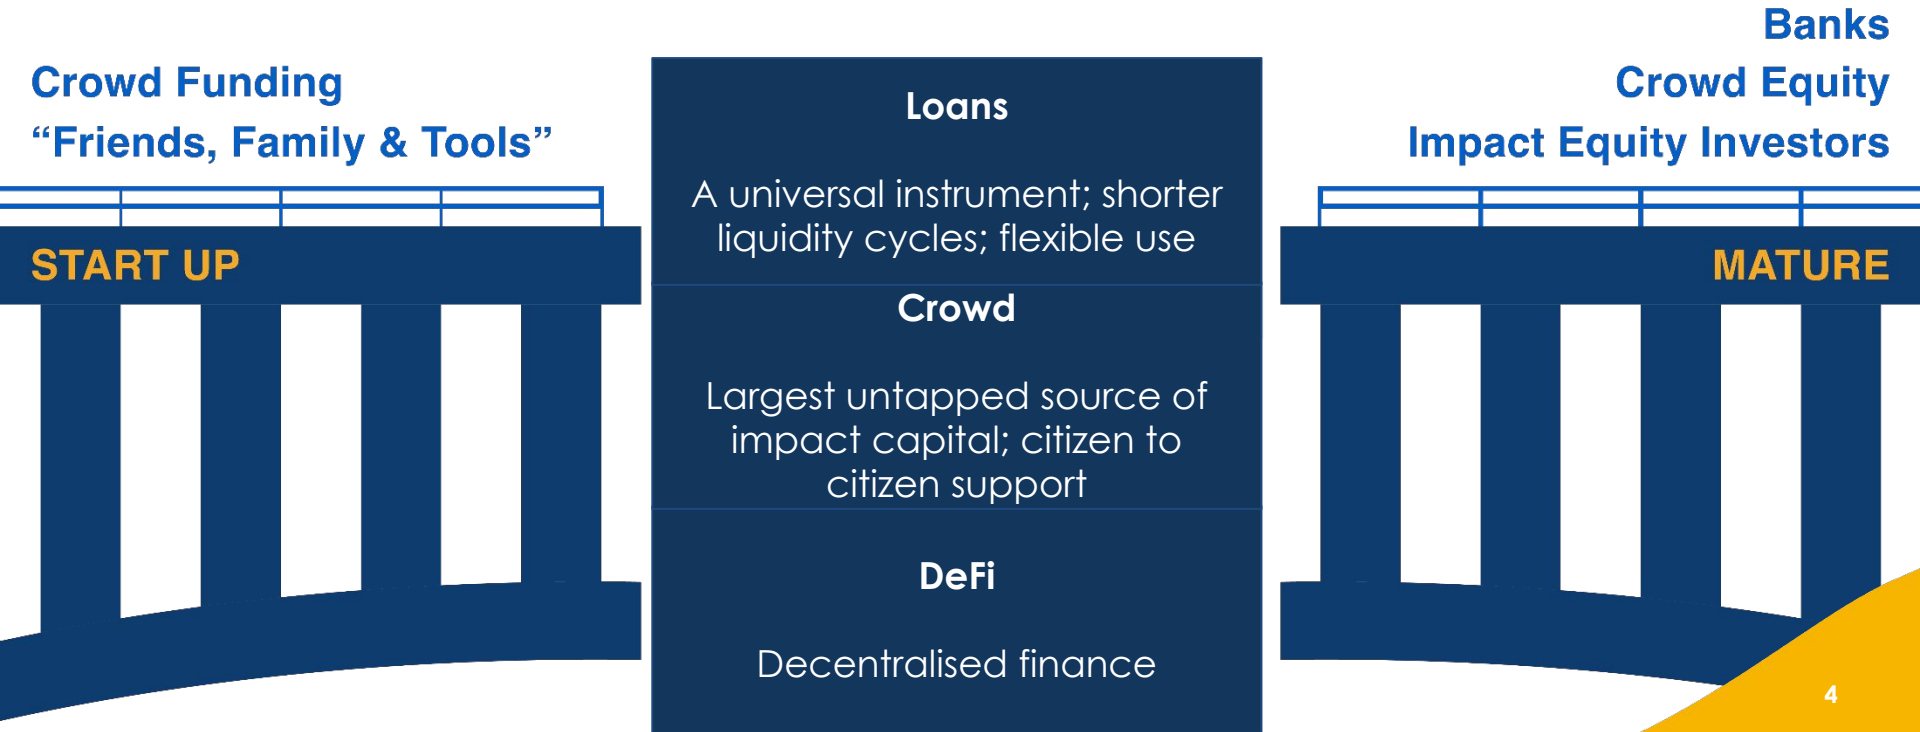 Crowd Funding
“Friends, Family & Tools”
START UP
Loans
A universal instrument; shorter
liquidity cycles; flexible use
Crowd
Largest untapped source of
impact capital; citizen to
citizen support
DeFi
Decentralised finance
Banks
Crowd Equity
Impact Equity Investors
MATURE
4